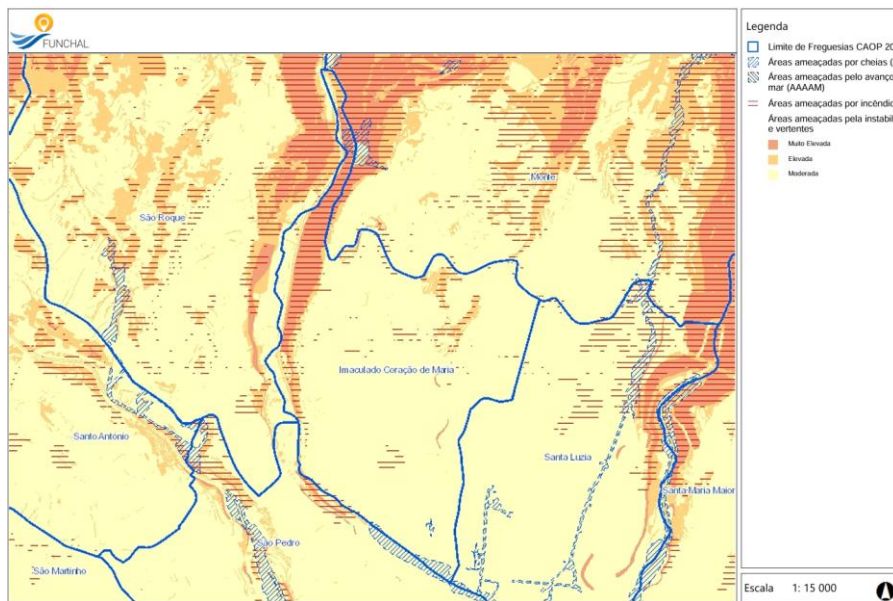 FUNCHAL
Legenda
Limite de Freguesias CAOP 20
Áreas ameaçadas por cheias (
Áreas ameaçadas pelo avanço
mar (AAAAM)
Áreas ameaçadas por incêndio
Áreas ameaçadas pela instabil
e vertentes
Muito Elevada
Elevada
Moderada
Monte
São Roque
Imaculado Coração de Maria
Santo António
Santa Luzia
Santa Maria Maior
São Pedro
São Martinho
Escala 1: 15 000